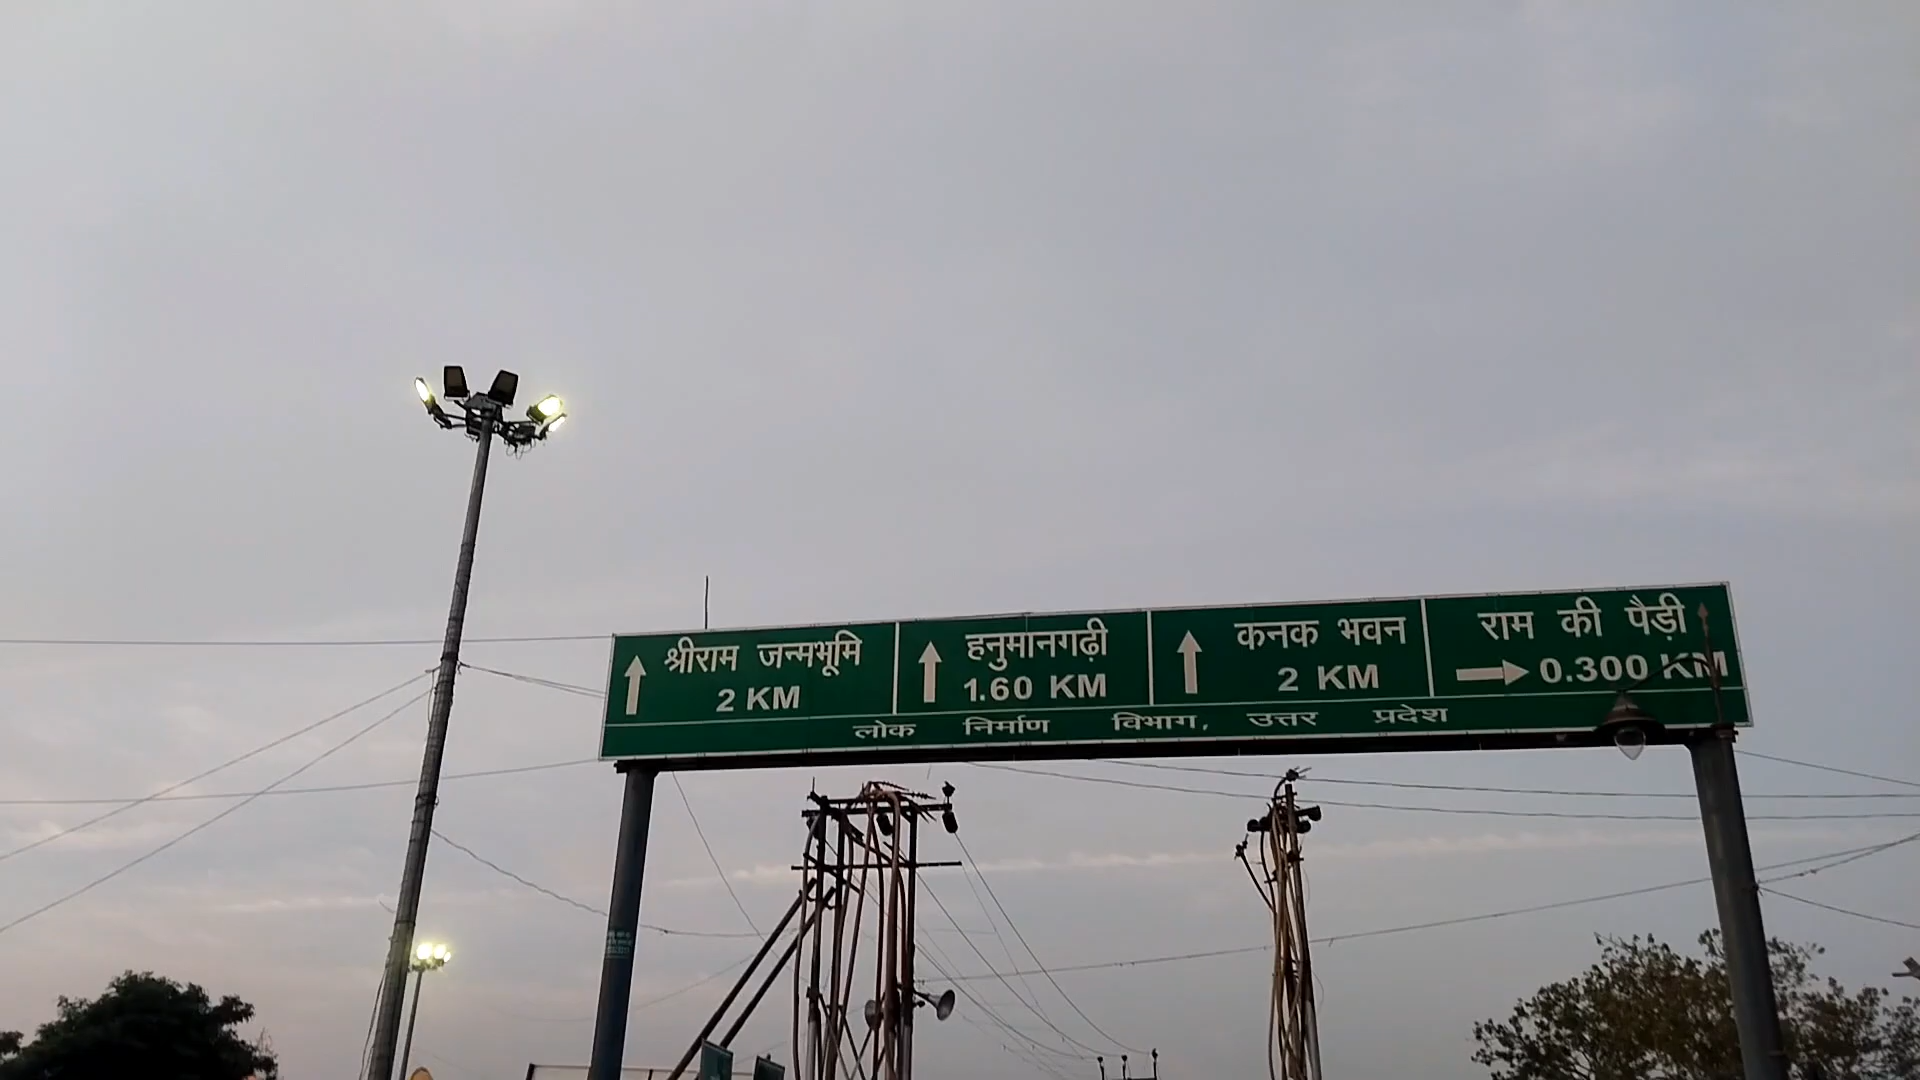 श्रीराम जन्मभूमि
2 KM
हनुमानगढ़ी
1.60 KM
कनक भवन
2 KM
राम की पैड़ी
0.300 KM
लोक निर्माण विभाग, उत्तर प्रदेश